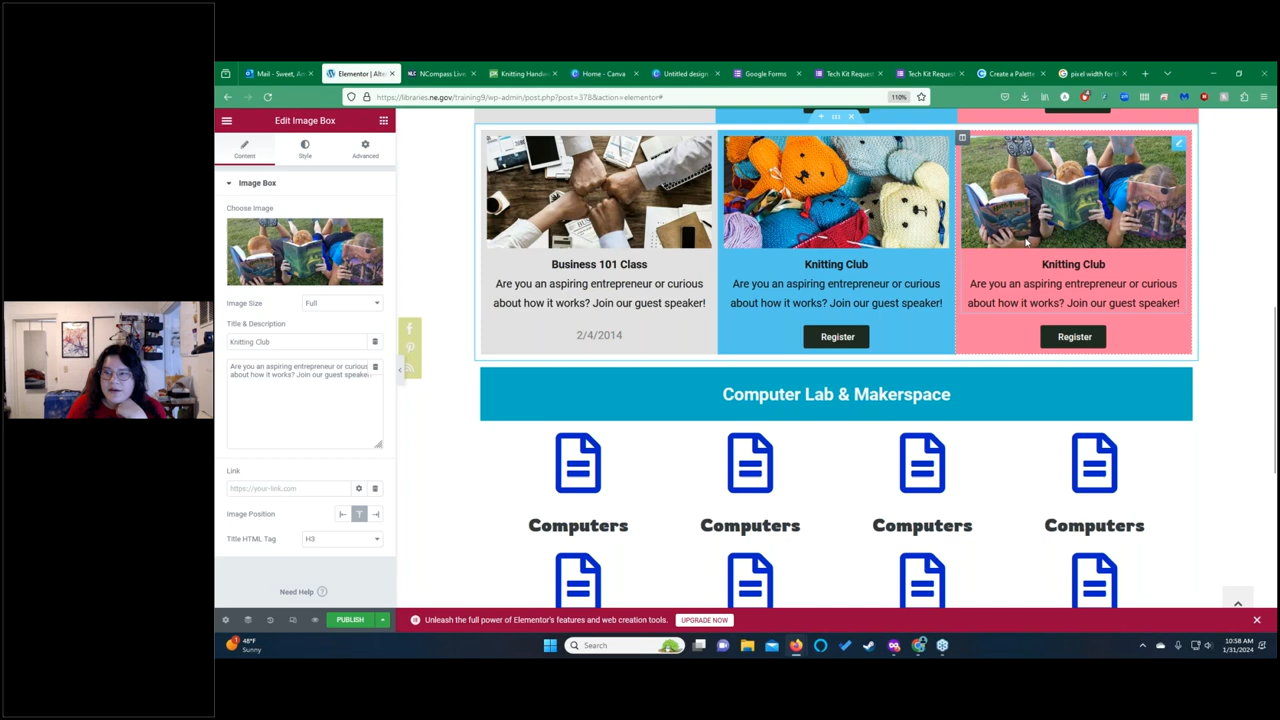 Mail - Sweet, Am
Elementor | Alte
NCompass Live
Knitting Handw
Home - Canva
Untitled design
Google Forms
Tech Kit Request
Tech Kit Request
Create a Palette
pixel width for t
https://libraries.ne.gov/training9/wp-admin/post.php?post=378&action=elementor#
110%
Edit Image Box
Content
Style
Advanced
Image Box
Choose Image
Image Size
Full
Title & Description
Knitting Club
Are you an aspiring entrepreneur or curious
about how it works? Join our guest speaker
Link
https://your-link.com
Image Position
Title HTML Tag
H3
Need Help
PUBLISH
Business 101 Class
Are you an aspiring entrepreneur or curious
about how it works? Join our guest speaker!
2/4/2014
Knitting Club
Are you an aspiring entrepreneur or curious
about how it works? Join our guest speaker!
Register
Knitting Club
Are you an aspiring entrepreneur or curious
about how it works? Join our guest speaker!
Register
Computer Lab & Makerspace
Computers
Computers
Computers
Computers
Unleash the full power of Elementor's features and web creation tools.
UPGRADE NOW
48°F
Sunny
Search
10:58 AM
1/31/2024